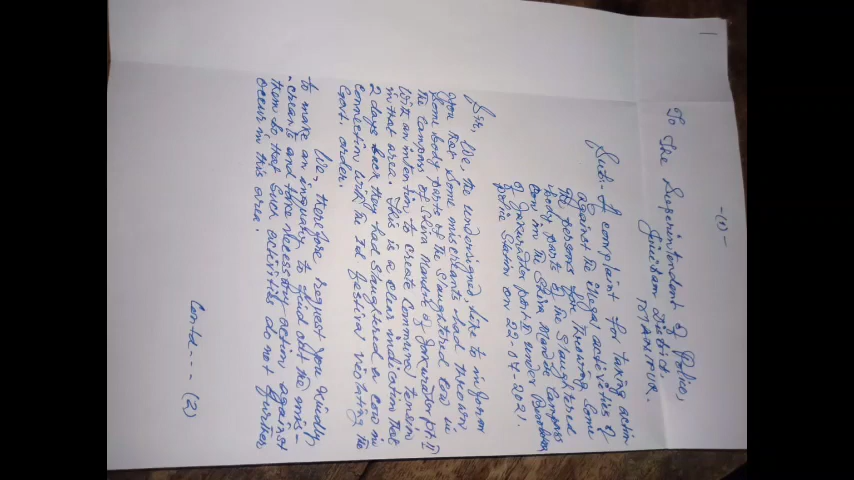 -(1)-
To The Superintendent of Police,
Jiribam District.
Sub:- A complaint for taking action
against the illegal activities of
the persons for throwing some
body parts of the slaughtered
cow in the Shiva Mandir Campus
of Jakuradhor part II under
Police Station on 22-07-2021.
Sir, We, the undersigned, like to inform
you that some miscreants had thrown
some body parts of the slaughtered cow in
the Campus of Shiva Mandir of Jakuradhor pt II
with an intention to create communal tension
in that area. This is a clear indication that
2 days back they had slaughtered a cow in
connection with the Id festival violating the
Govt. order.
We, therefore request you kindly
to make an inquiry to find out the mis-
-creants and take necessary action against
them so that such activities do not further
occur in this area.
Contd---- (2)